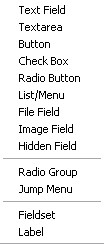 Text Field
Textarea
Button
Check Box
Radio Button
List/Menu
File Field
Image Field
Hidden Field
Radio Group
Jump Menu
Fieldset
Label